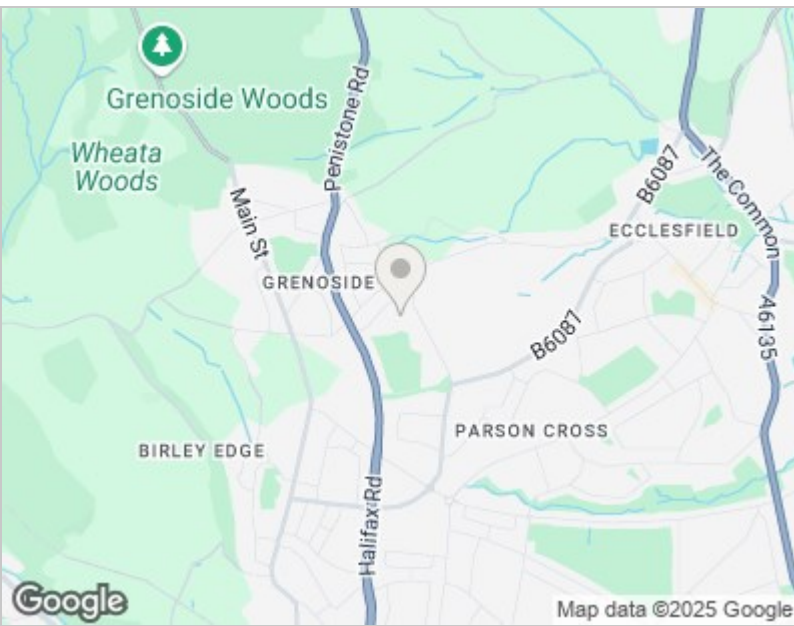 Grenoside Woods
Wheata
Woods
Penistone Rd
Main St
GRENOSIDE
B6087
The Common
ECCLESFIELD
A6135
B6087
PARSON CROSS
BIRLEY EDGE
Halifax Rd
Google
Map data ©2025 Google